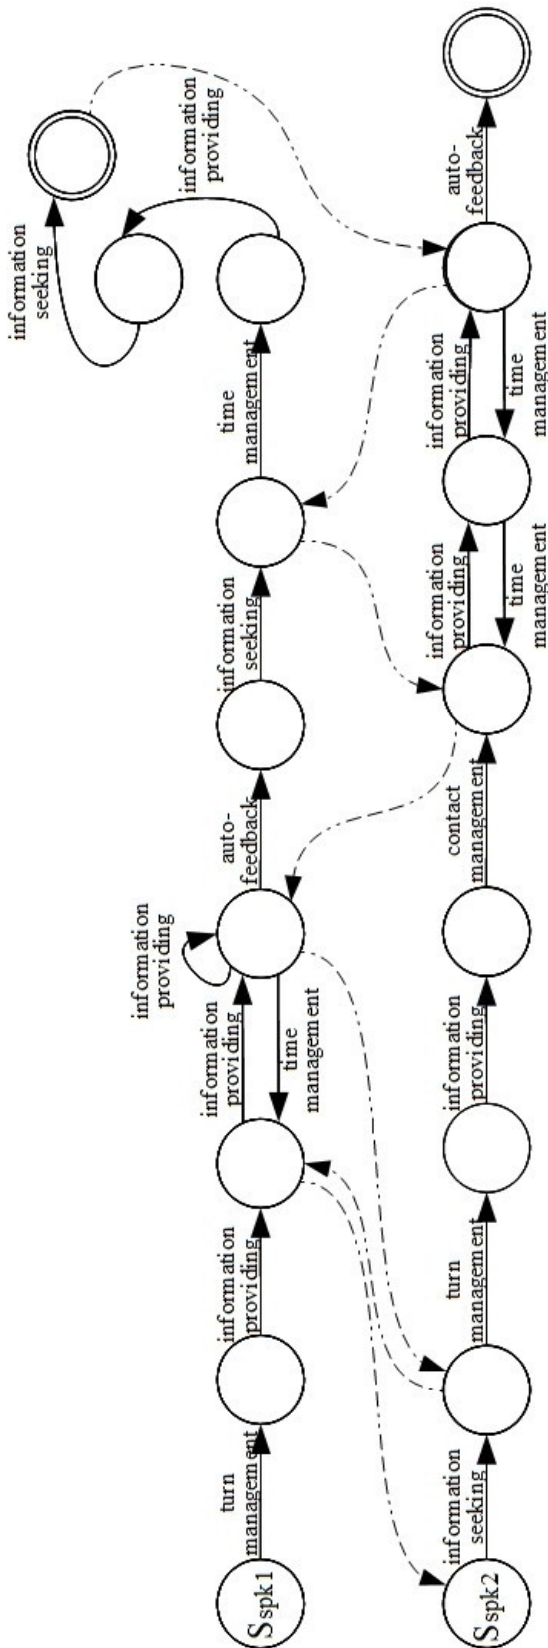 Sspk1
turn
management
information
providing
information
providing
time
management
information
providing
auto-
feedback
information
seeking
time
management
information
providing
information
seeking
Sspk2
information
seeking
turn
management
information
providing
contact
management
information
providing
time
management
information
providing
time
management
auto-
feedback